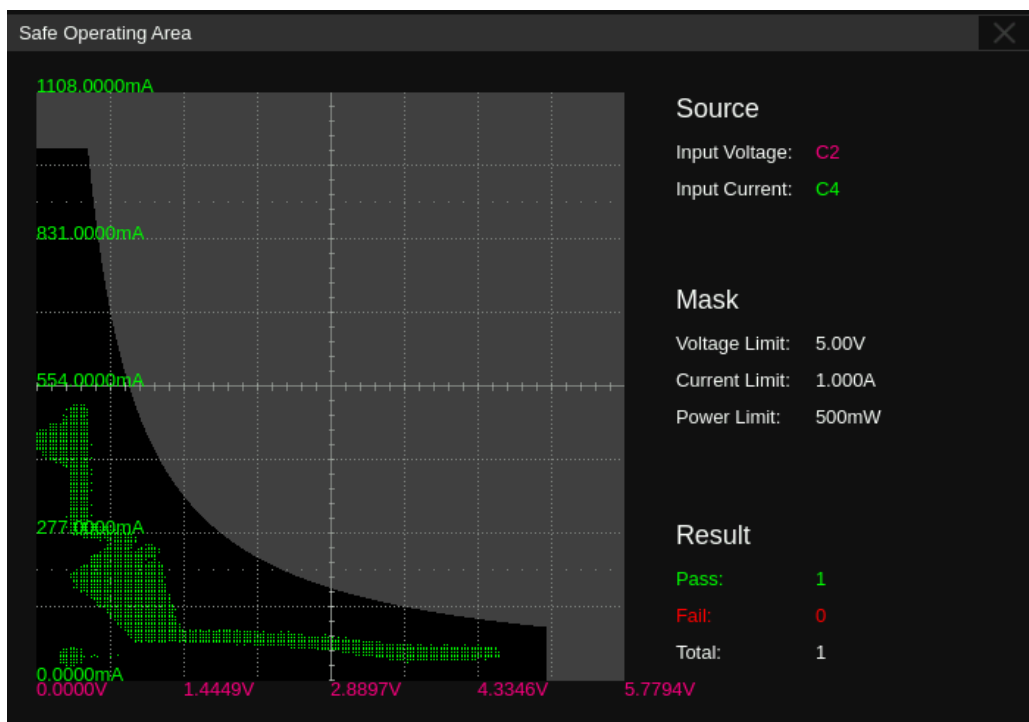 Safe Operating Area
1108.0000mA
831.0000mA
554.0000mA
277.0000mA
0.0000mA
0.0000V 1.4449V 2.8897V 4.3346V 5.7794V
Source
Input Voltage: C2
Input Current: C4
Mask
Voltage Limit: 5.00V
Current Limit: 1.000A
Power Limit: 500mW
Result
Pass: 1
Fail: 0
Total: 1